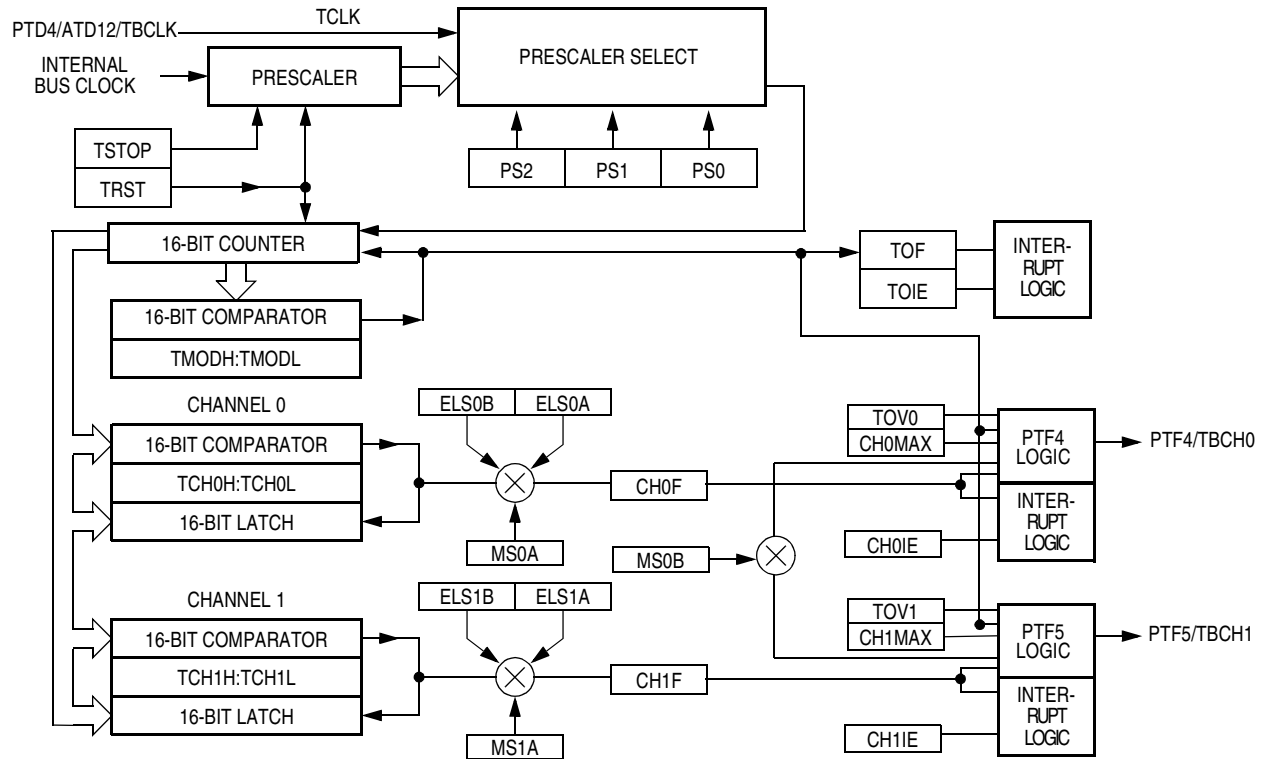 TCLK
PTD4/ATD12/TBCLK
INTERNAL
BUS CLOCK
PRESCALER
PRESCALER SELECT
TSTOP
TRST
PS2
PS1
PS0
16-BIT COUNTER
TOF
TOIE
INTER-
RUPT
LOGIC
16-BIT COMPARATOR
TMODH:TMODL
CHANNEL 0
ELS0B
ELS0A
16-BIT COMPARATOR
TCH0H:TCH0L
16-BIT LATCH
MS0A
CH0F
TOV0
CH0MAX
PTF4
LOGIC
PTF4/TBCH0
INTER-
RUPT
LOGIC
CH0IE
MS0B
CHANNEL 1
ELS1B
ELS1A
16-BIT COMPARATOR
TCH1H:TCH1L
16-BIT LATCH
MS1A
CH1F
TOV1
CH1MAX
PTF5
LOGIC
PTF5/TBCH1
INTER-
RUPT
LOGIC
CH1IE